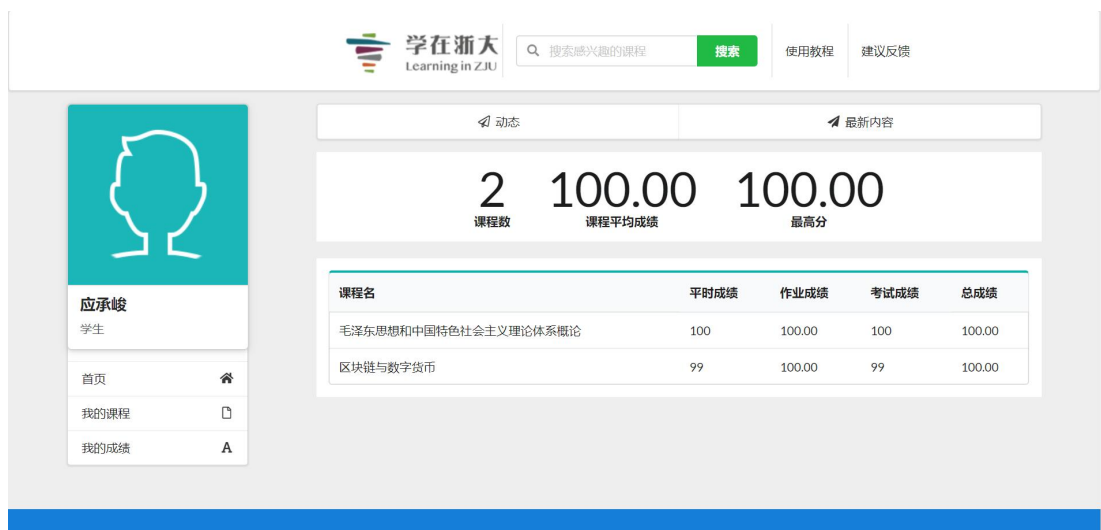 学在浙大
Learning in ZJU
搜索感兴趣的课程
搜索
使用教程
建议反馈
动态
最新内容
应承峻
学生
首页
我的课程
我的成绩
A
2 100.00 100.00
课程数 课程平均成绩 最高分
课程名 平时成绩 作业成绩 考试成绩 总成绩
毛泽东思想和中国特色社会主义理论体系概论 100 100.00 100 100.00
区块链与数字货币 99 100.00 99 100.00